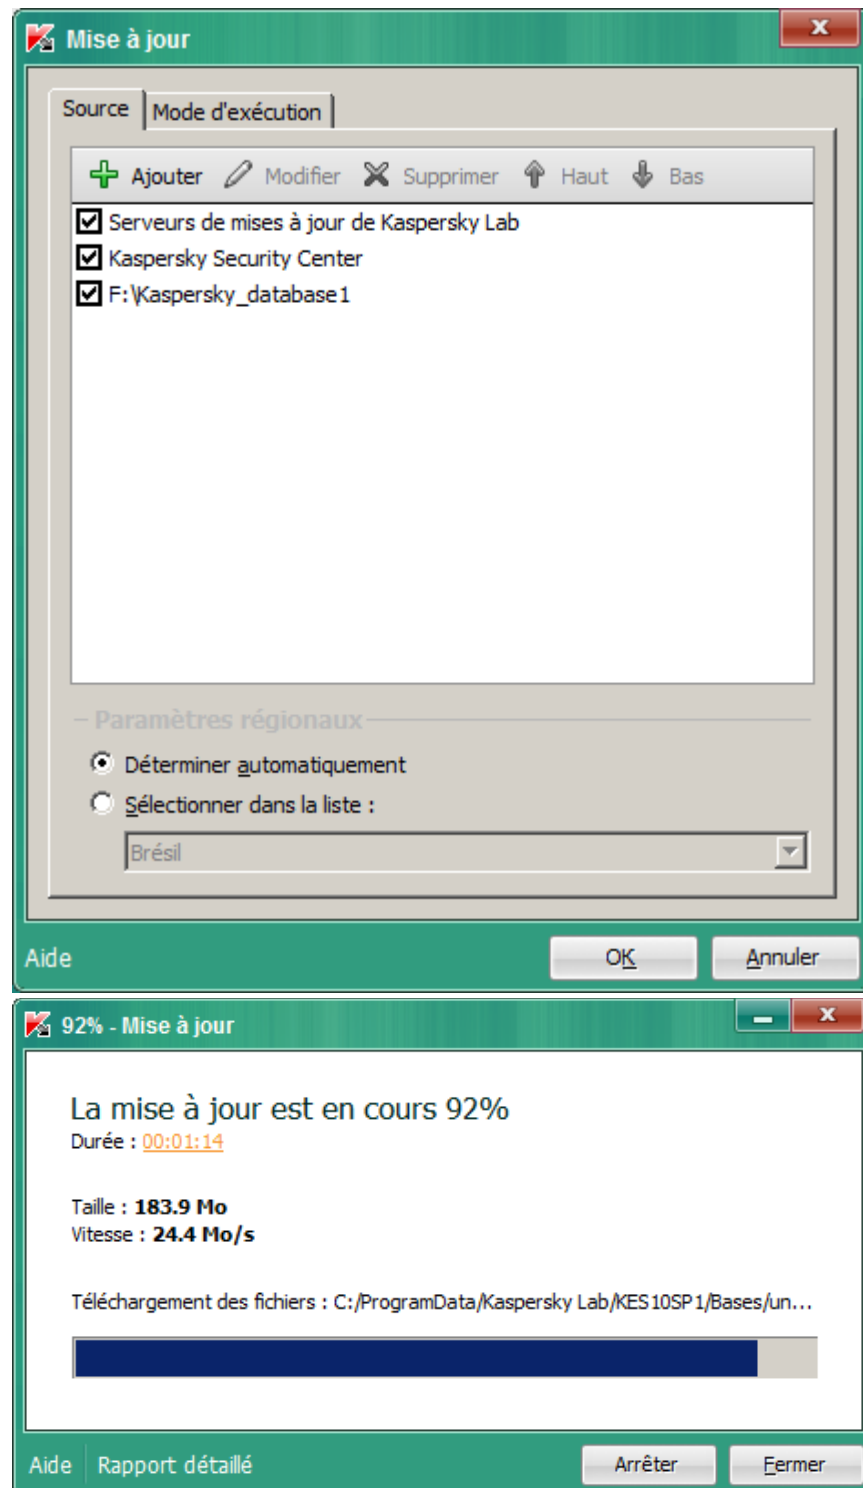 Mise à jour
Source Mode d'exécution
Ajouter Modifier Supprimer Haut Bas
Serveurs de mises à jour de Kaspersky Lab
Kaspersky Security Center
F:\Kaspersky_database1
Paramètres régionaux
Déterminer automatiquement
Sélectionner dans la liste :
Brésil
Aide OK Annuler
92% - Mise à jour
La mise à jour est en cours 92%
Durée : 00:01:14
Taille : 183.9 Mo
Vitesse : 24.4 Mo/s
Téléchargement des fichiers : C:/ProgramData/Kaspersky Lab/KES10SP1/Bases/un...
Aide Rapport détaillé Arrêter Fermer